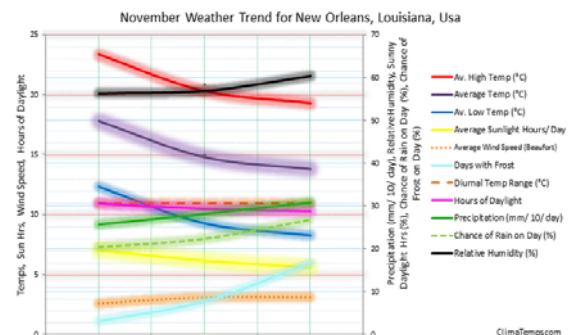 November Weather Trend for New Orleans, Louisiana, Usa
Temps, Sun Hrs, Wind Speed, Hours of Daylight
25
20
15
10
5
0
70
60
50
40
30
20
10
0
Precipitation (mm/ 10/ day), Relative Humidity, Sunny
Daylight Hrs (%), Chance of Rain on Day (%), Chance of
Frost on Day (%)
Av. High Temp (°C)
Average Temp (°C)
Av. Low Temp (°C)
Average Sunlight Hours/ Day
Average Wind Speed (Beaufort)
Days with Frost
Diurnal Temp Range (°C)
Hours of Daylight
Precipitation (mm/ 10/ day)
Chance of Rain on Day (%)
Relative Humidity (%)
ClimaTemps.com